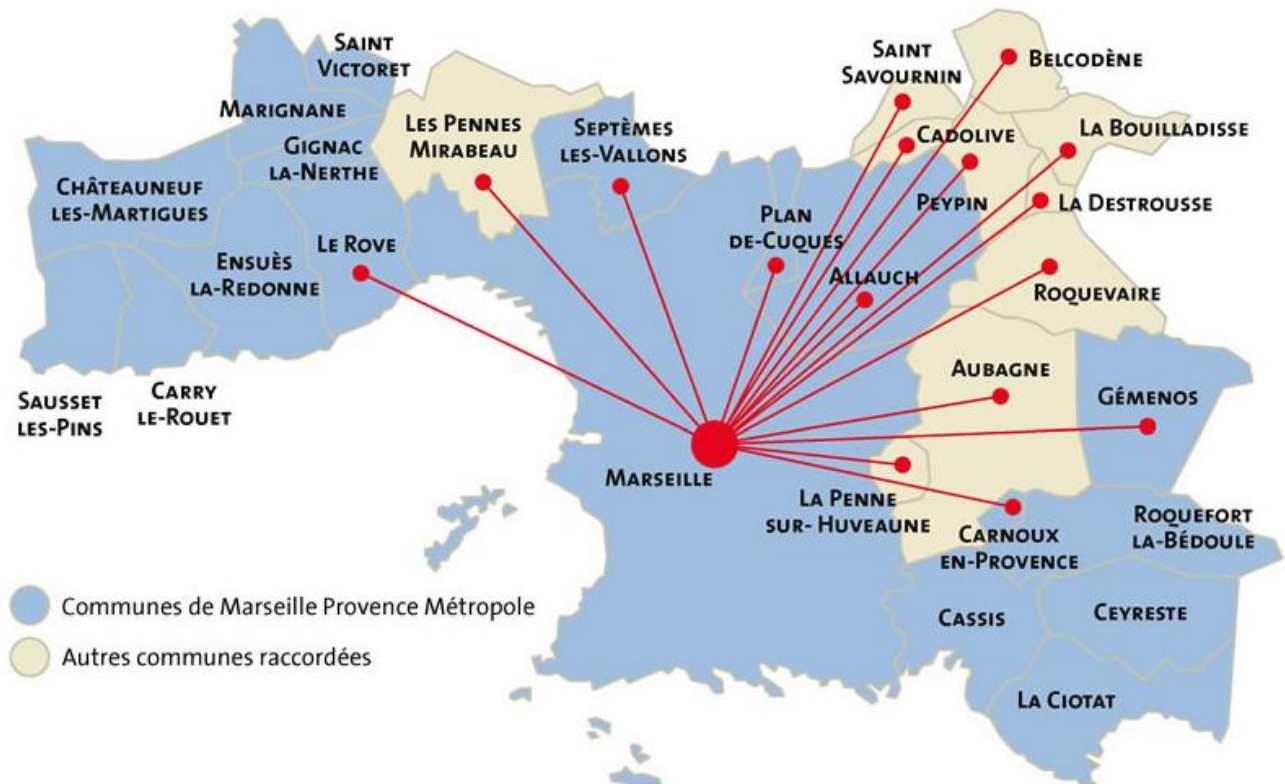 SAINT
VICTORET
MARIGNANE
GIGNAC
LA-NERTHE
CHÂTEAUNEUF
LES-MARTIGUES
ENSUÈS
LA-REDONNE
LE ROVE
LES PENNES
MIRABEAU
SEPTÈMES
LES-VALLONS
SAUSSET
LES-PINS
CARRY
LE-ROUET
PLAN
DE-CUQUES
ALLAUCH
SAINT
SAVOURNIN
BELCODÈNE
CADOLIVE
LA BOUILLADISSE
PEYPIN
LA DESTROUSSE
ROQUEVAIRE
AUBAGNE
GÉMENOS
MARSEILLE
LA PENNE
SUR- HUVEAUNE
CARNOUX
EN-PROVENCE
ROQUEFORT
LA-BÉDOULE
CASSIS
CEYRESTE
LA CIOTAT
Communes de Marseille Provence Métropole
Autres communes raccordées